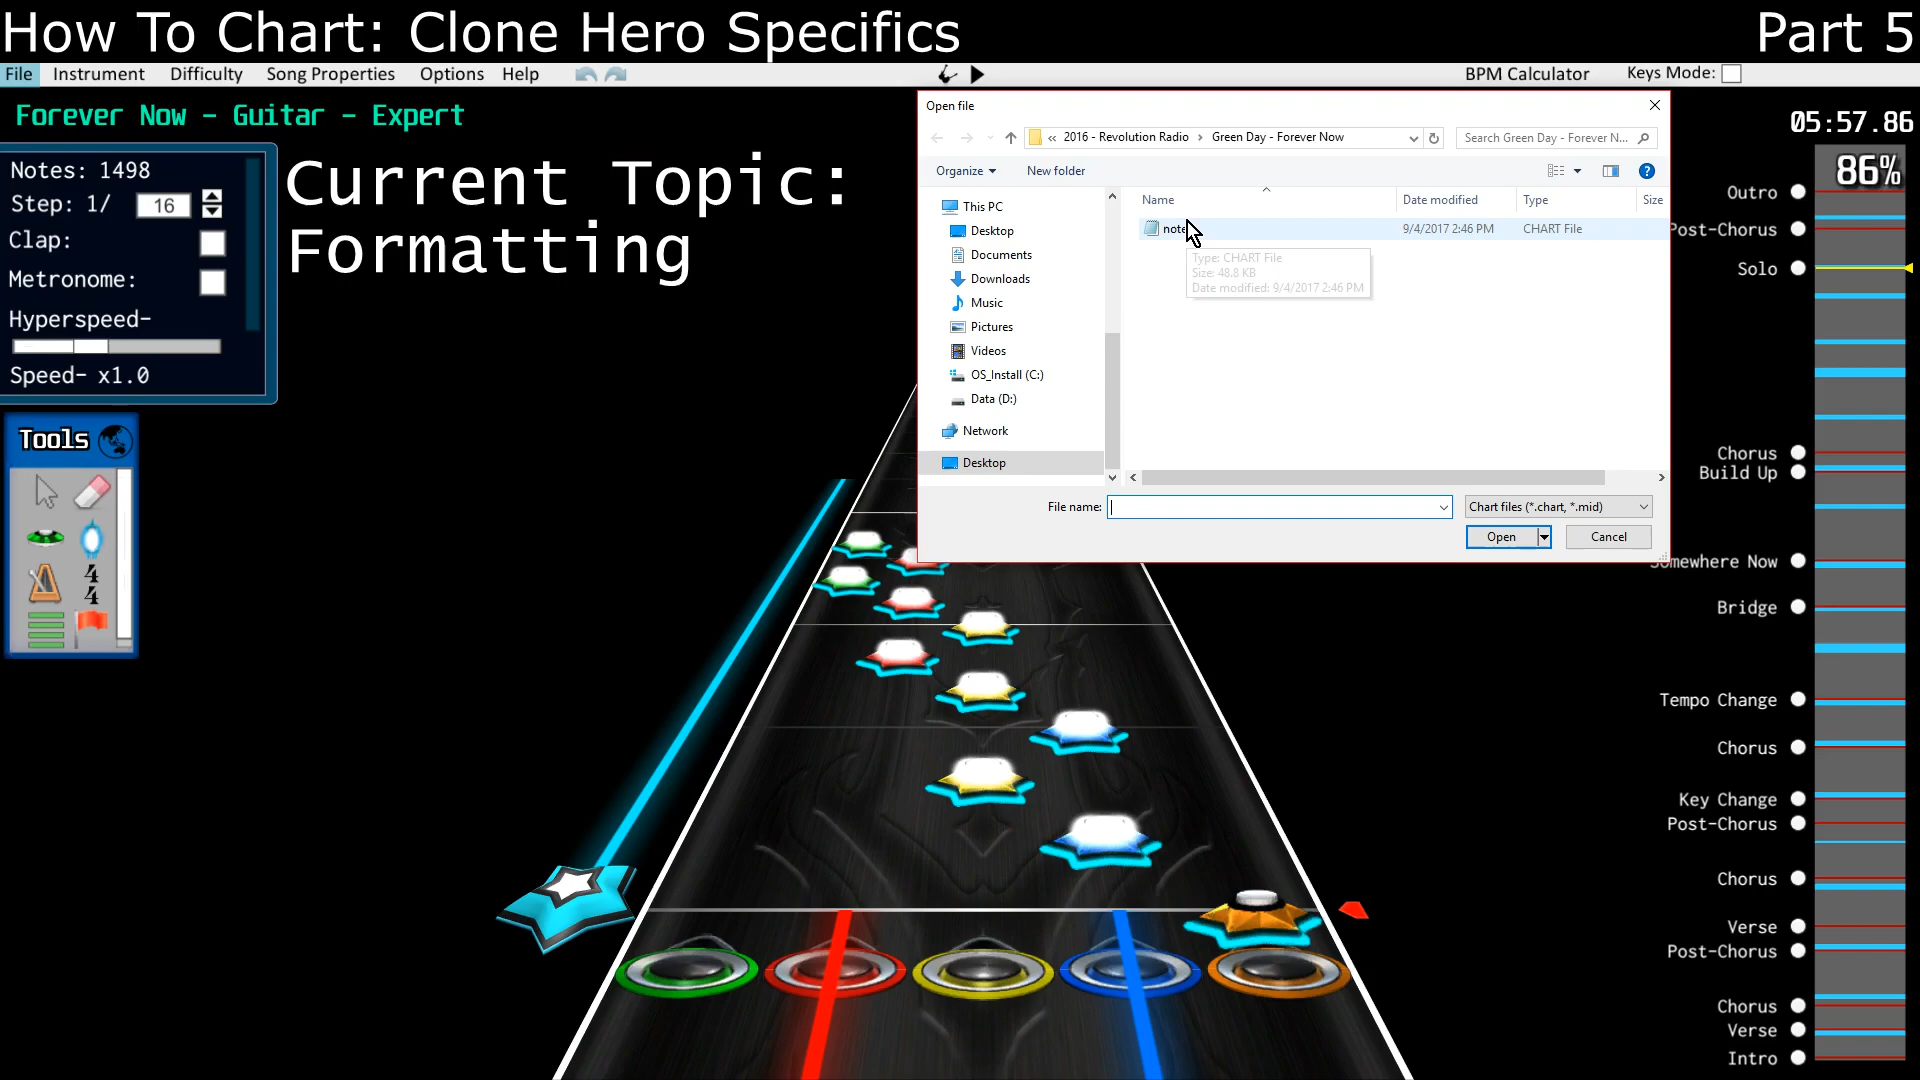 How To Chart: Clone Hero Specifics
Part 5
File Instrument Difficulty Song Properties Options Help
BPM Calculator Keys Mode:
Forever Now - Guitar - Expert
05:57.86
86%
Notes: 1498
Step: 1/ 16
Clap:
Metronome:
Hyperspeed-
Speed- x1.0
Current Topic:
Formatting
Tools
4
4
Open file
« 2016 - Revolution Radio > Green Day - Forever Now
Search Green Day - Forever N...
Organize New folder
?
Name Date modified Type Size
This PC
Desktop
Documents
Downloads
Music
Pictures
Videos
OS_Install (C:)
Data (D:)
Network
Desktop
9/4/2017 2:46 PM CHART File
Type: CHART File
Size: 48.8 KB
Date modified: 9/4/2017 2:46 PM
File name:
Chart files (*.chart, *.mid)
Open Cancel
Outro
Post-Chorus
Solo
Chorus
Build Up
Somewhere Now
Bridge
Tempo Change
Chorus
Key Change
Post-Chorus
Chorus
Verse
Post-Chorus
Chorus
Verse
Intro